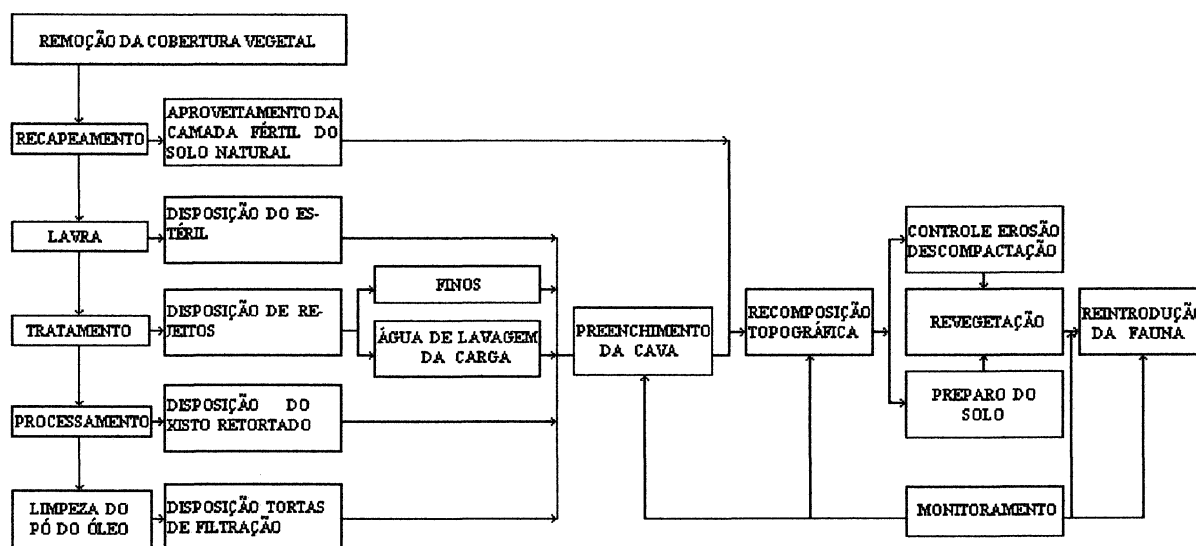 REMOÇÃO DA COBERTURA VEGETAL
RECAPEAMENTO
APROVEITAMENTO DA
CAMADA FÉRTIL DO
SOLO NATURAL
LAVRA
DISPOSIÇÃO DO ES-
TÉRIL
TRATAMENTO
DISPOSIÇÃO DE RE-
JEITOS
FINOS
ÁGUA DE LAVAGEM
DA CARGA
PROCESSAMENTO
DISPOSIÇÃO DO
XISTO RETORTADO
LIMPEZA DO
PÓ DO ÓLEO
DISPOSIÇÃO TORTAS
DE FILTRAÇÃO
PREENCHIMENTO
DA CAVA
RECOMPOSIÇÃO
TOPOGRÁFICA
CONTROLE EROSÃO
DESCOMPACTAÇÃO
REVEGETAÇÃO
PREPARO DO
SOLO
REINTRODUÇÃO
DA FAUNA
MONITORAMENTO